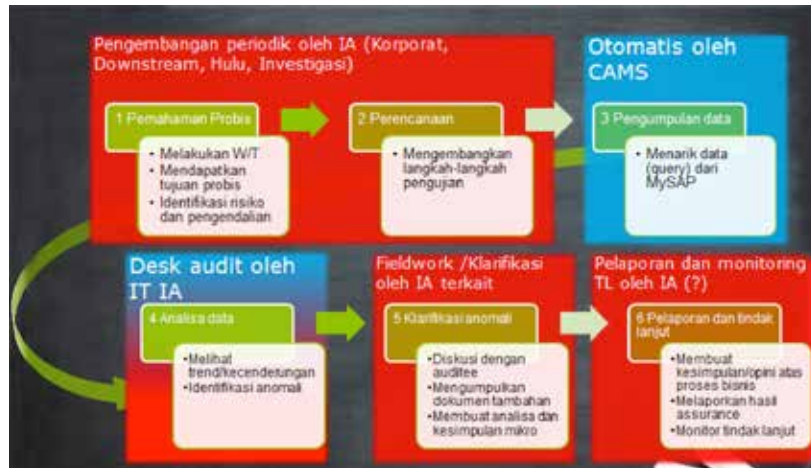 Pengembangan periodik oleh IA (Korporat,
Downstream, Hulu, Investigasi)
1 Pemahaman Probis
• Melakukan W/T
• Mendapatkan
tujuan probis
• Identifikasi risiko
dan pengendalian
2 Perencanaan
• Mengembangkan
langkah-langkah
pengujian
Otomatis oleh
CAMS
3 Pengumpulan data
• Menarik data
(query) dari
MySAP
Desk audit oleh
IT IA
4 Analisa data
•Melihat
trend/kecenderungan
•Identifikasi anomali
Fieldwork /Klarifikasi
oleh IA terkait
5 Klarifikasi anomali
•Diskusi dengan
auditee
•Mengumpulkan
dokumen tambahan
•Membuat analisa dan
kesimpulan mikro
Pelaporan dan monitoring
TL oleh IA (?)
6 Pelaporan dan tindak
lanjut
•Membuat
kesimpulan/opini atas
proses bisnis
•Melaporkan hasil
assurance
•Monitor tindak lanjut